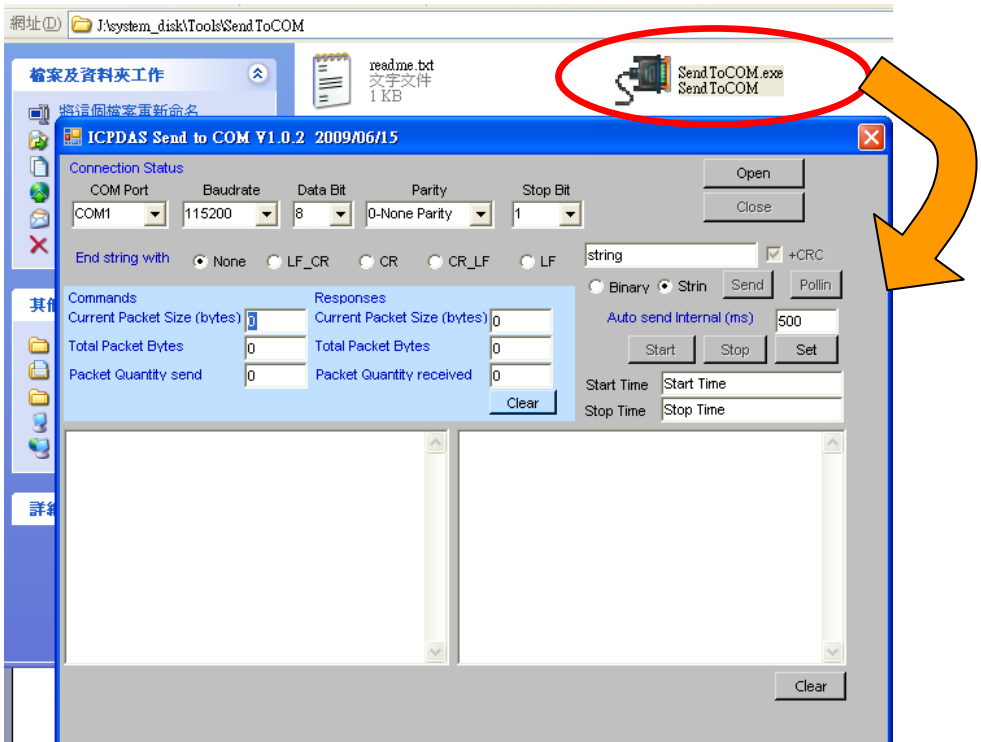 網址(D) J:\system_disk\Tools\SendToCOM
檔案及資料夾工作
readme.txt
文字文件
1 KB
SendToCOM.exe
SendToCOM
將這個檔案重新命名
ICPDAS Send to COM V1.0.2 2009/06/15
Connection Status
COM Port Baudrate Data Bit Parity Stop Bit
COM1 115200 8 0-None Parity 1
Open
Close
End string with None LF_CR CR CR_LF LF
string +CRC
Binary Strin Send Pollin
其他
Commands Responses
Current Packet Size (bytes) 0 Current Packet Size (bytes) 0
Total Packet Bytes 0 Total Packet Bytes 0
Packet Quantity send 0 Packet Quantity received 0
Clear
Auto send Internal (ms) 500
Start Stop Set
Start Time Start Time
Stop Time Stop Time
詳細
Clear